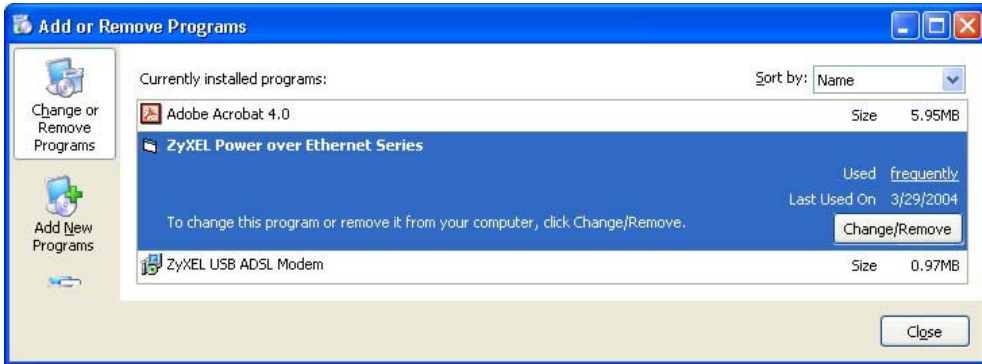 Add or Remove Programs
Change or
Remove
Programs
Add New
Programs
Currently installed programs:
Sort by: Name
Adobe Acrobat 4.0 Size 5.95MB
ZyXEL Power over Ethernet Series
Used frequently
Last Used On 3/29/2004
To change this program or remove it from your computer, click Change/Remove.
Change/Remove
ZyXEL USB ADSL Modem Size 0.97MB
Close